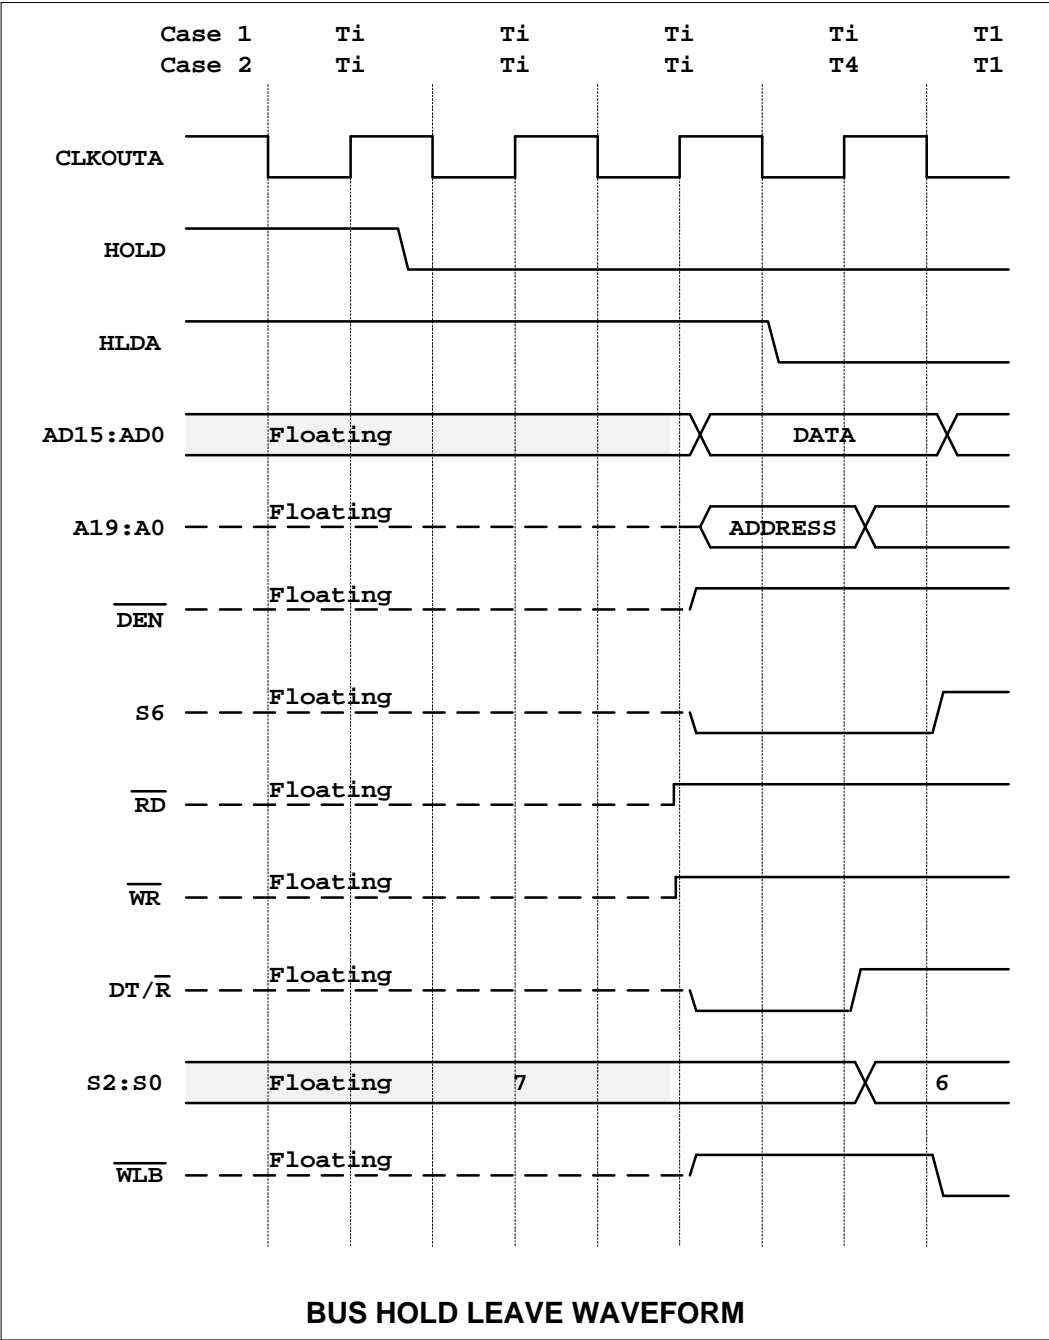 Case 1 Ti Ti Ti Ti T1
Case 2 Ti Ti Ti T4 T1
CLKOUTA
HOLD
HLDA
AD15:AD0 Floating DATA
A19:A0 Floating ADDRESS
DEN Floating
S6 Floating
RD Floating
WR Floating
DT/R Floating
S2:S0 Floating 7 6
WLB Floating
BUS HOLD LEAVE WAVEFORM